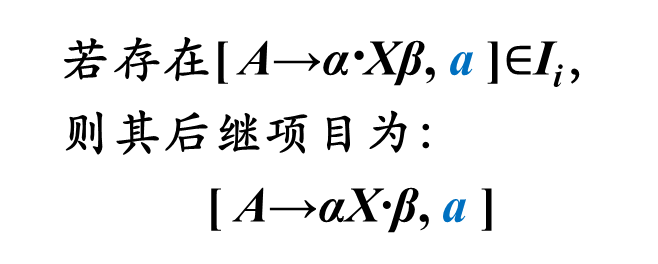 若存在[ A→α·Xβ, a ]∈Iᵢ,
则其后继项目为：
[ A→αX·β, a ]